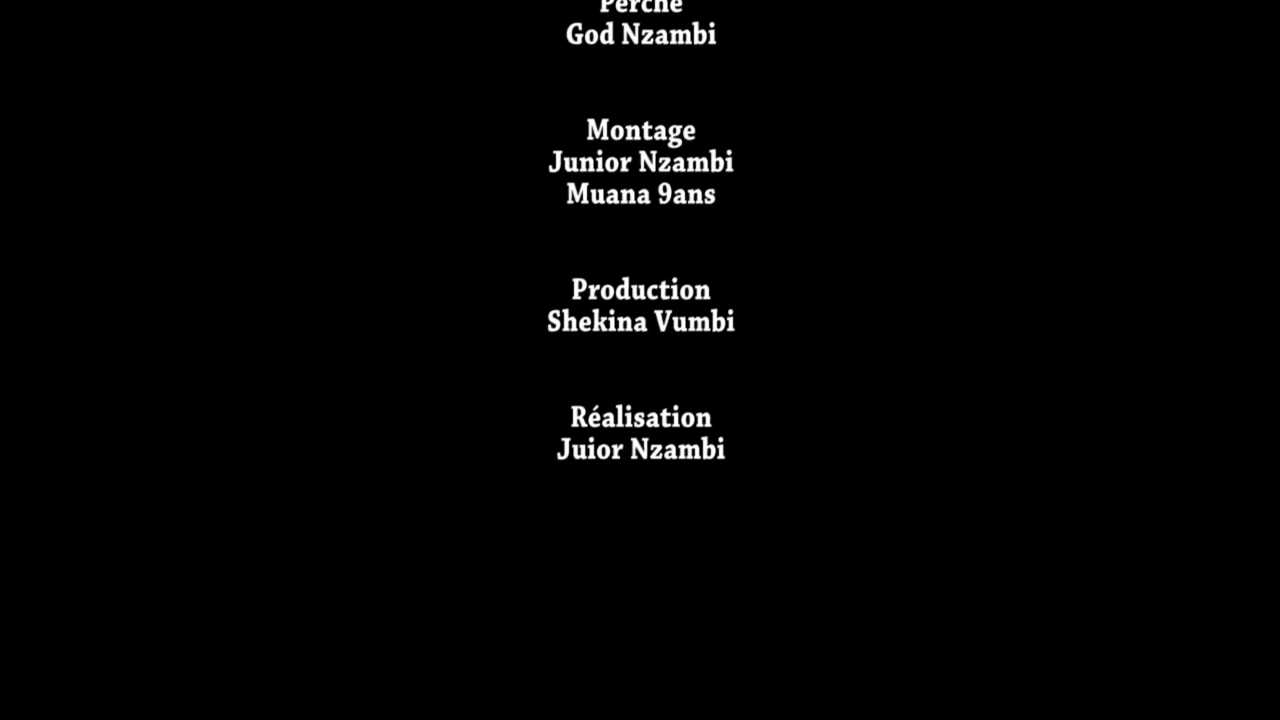 Perche
God Nzambi
Montage
Junior Nzambi
Muana 9ans
Production
Shekina Vumbi
Réalisation
Juior Nzambi